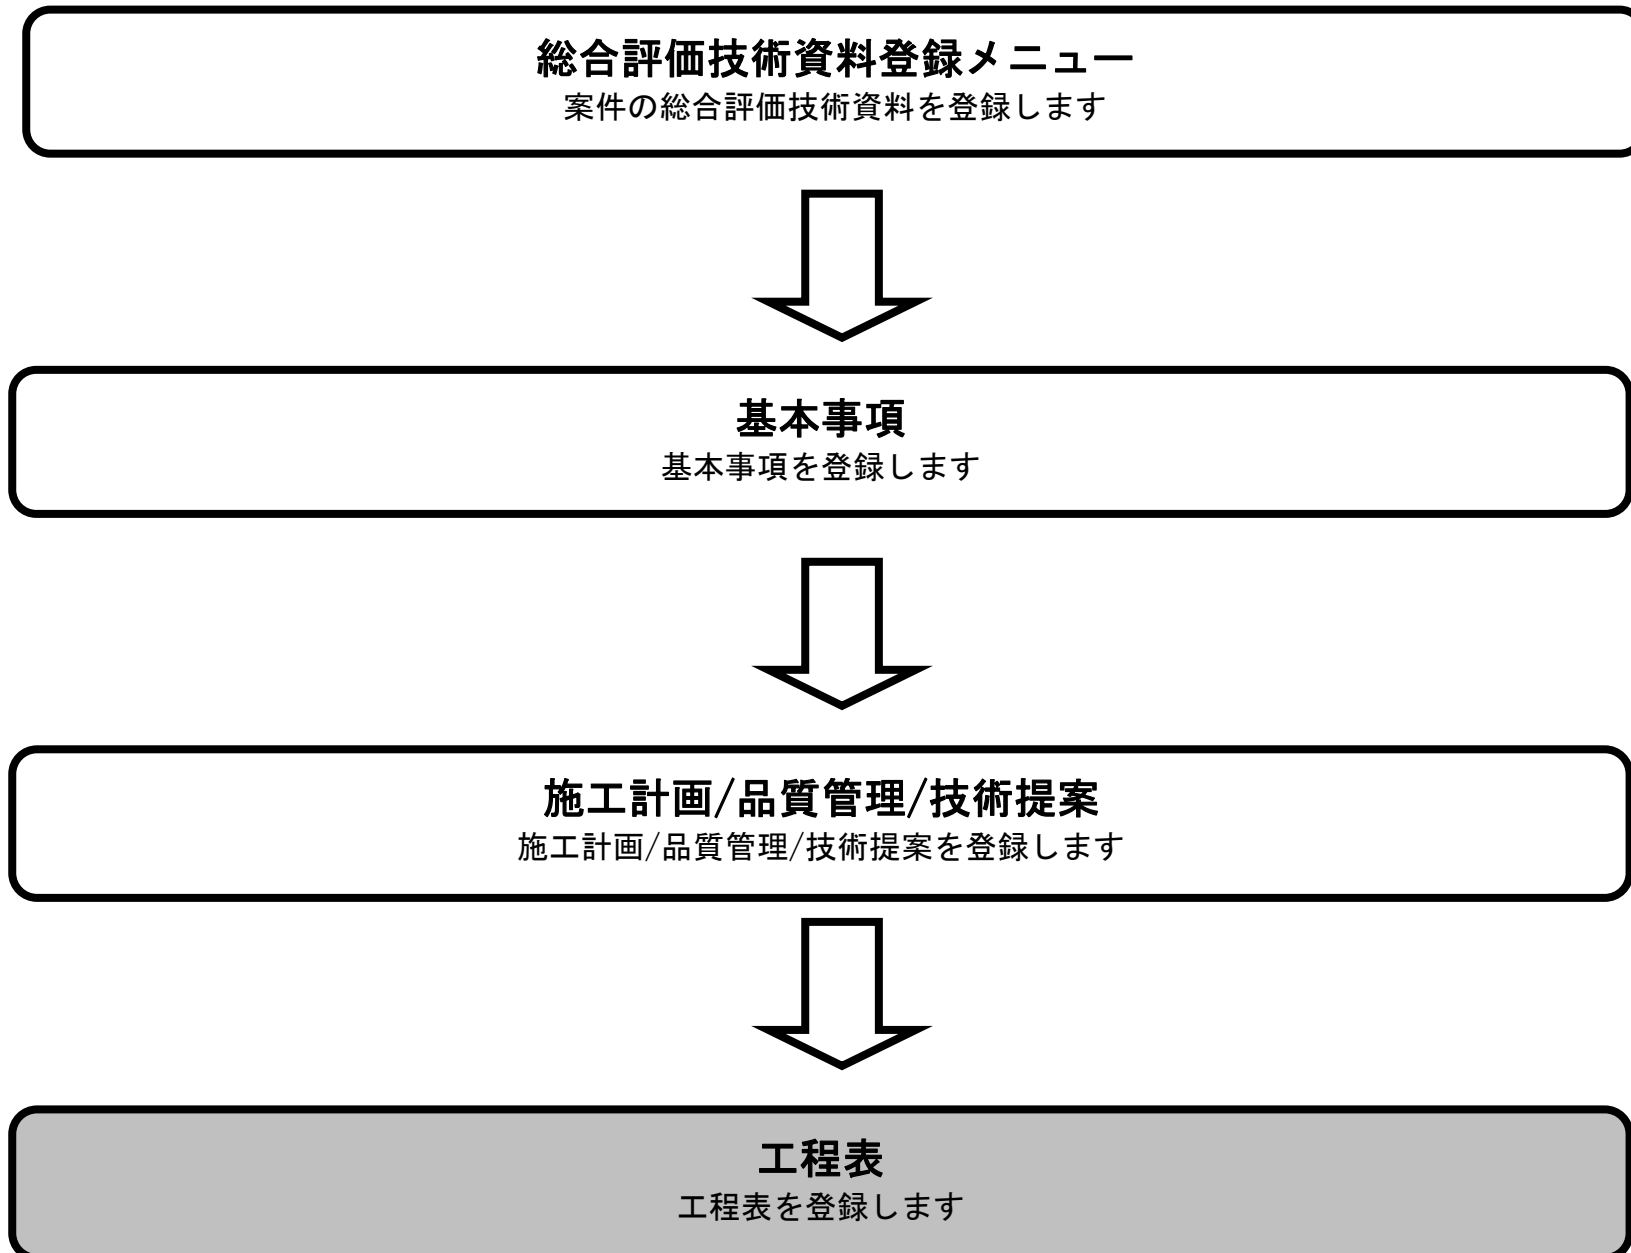 総合評価技術資料登録メニュー
案件の総合評価技術資料を登録します
基本事項
基本事項を登録します
施工計画/品質管理/技術提案
施工計画/品質管理/技術提案を登録します
工程表
工程表を登録します